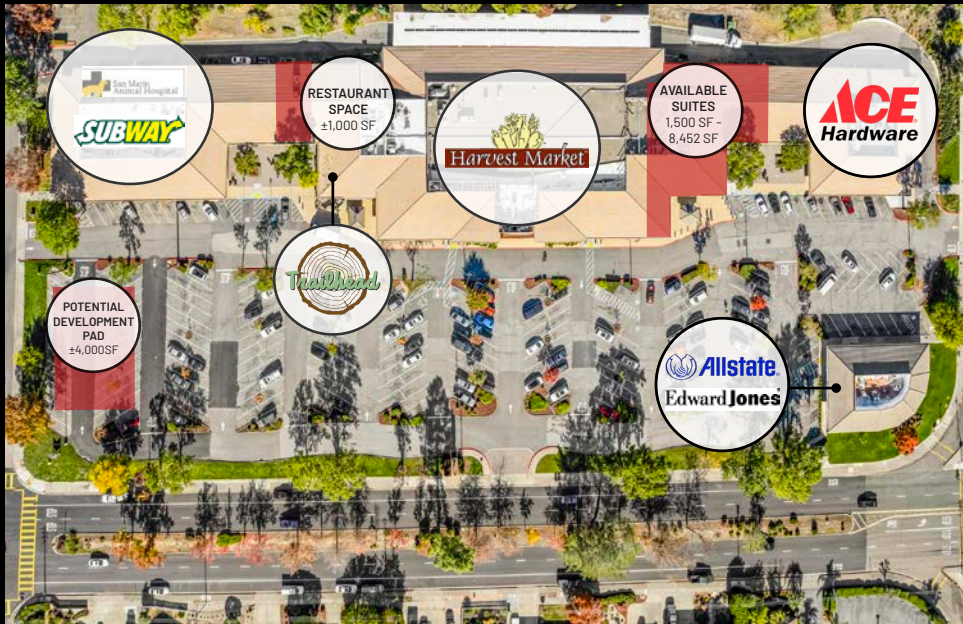 San Marin
Animal Hospital
SUBWAY
RESTAURANT
SPACE
±1,000 SF
Harvest Market
AVAILABLE
SUITES
1,500 SF -
8,452 SF
ACE
Hardware
Trailhead
POTENTIAL
DEVELOPMENT
PAD
±4,000SF
Allstate
Edward Jones